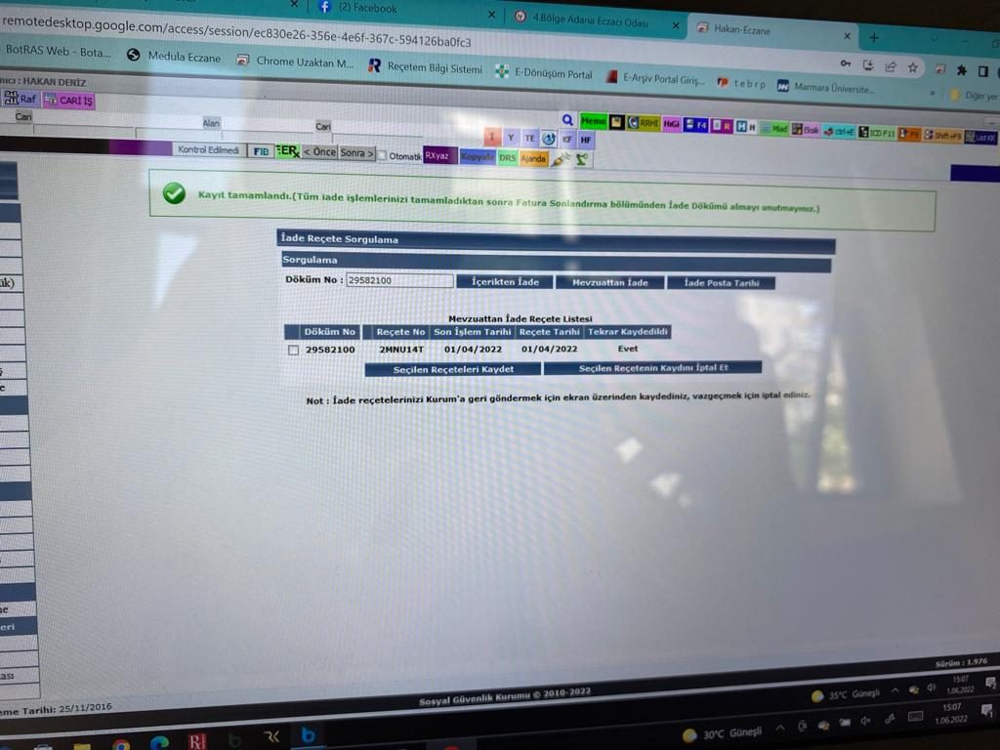 (2) Facebook
4.Bölge Adana Eczacı Odası
Hakan-Eczane
remotedesktop.google.com/access/session/ec830e26-356e-4e6f-367c-594126ba0fc3
BotRAS Web - Bota...
Medula Eczane
Chrome Uzaktan M...
Reçetem Bilgi Sistemi
E-Dönüşüm Portal
E-Arşiv Portal Giriş...
t e b r p
Marmara Üniversite...
»
Diğer yer
nıcı : HAKAN DENİZ
Raf
CARİ İŞ
Cari
Alan
Cari
Memo
RRHI
HıGi
F4
R
H
Mad
Bisik
ctrl+E
ICD F11
F9
Shift+F9
List KK
1 Y TE KF HF
Kontrol Edilmedi
FIB
ER
< Önce
Sonra >
Otomatik
RXyaz
Kopyala
DRS
Ajanda
Kayıt tamamlandı.(Tüm iade işlemlerinizi tamamladıktan sonra Fatura Sonlandırma bölümünden İade Dökümü almayı unutmayınız.)
İade Reçete Sorgulama
Sorgulama
Döküm No : 29582100 İçerikten İade Mevzuattan İade İade Posta Tarihi
Mevzuattan İade Reçete Listesi
Döküm No Reçete No Son İşlem Tarihi Reçete Tarihi Tekrar Kaydedildi
29582100 2MNU14T 01/04/2022 01/04/2022 Evet
Seçilen Reçeteleri Kaydet Seçilen Reçetenin Kaydını İptal Et
Not : İade reçetelerinizi Kurum'a geri göndermek için ekran üzerinden kaydediniz, vazgeçmek için iptal ediniz.
ük)
ş
e
ne
eri
ası
Sürüm : 1.976
eme Tarihi: 25/11/2016
Sosyal Güvenlik Kurumu © 2010-2022
35°C Güneşli
15:07
1.06.2022
30°C Güneşli
15:07
1.06.2022